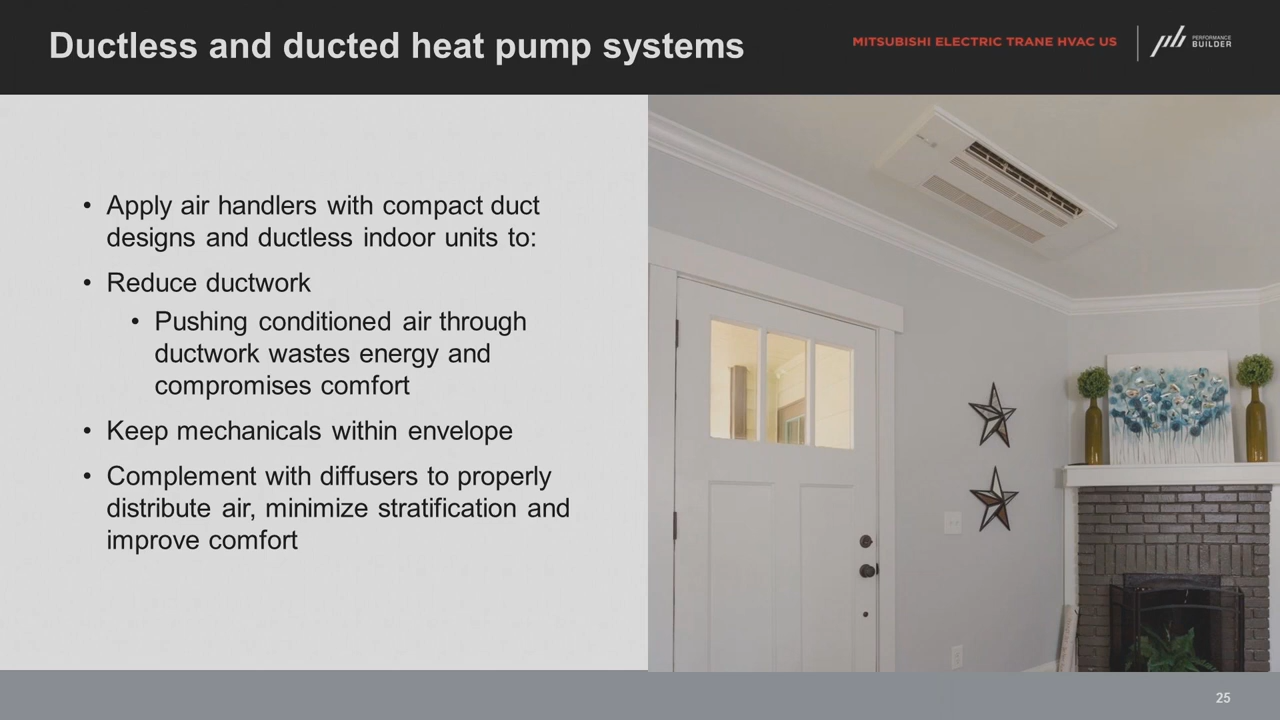 Ductless and ducted heat pump systems
MITSUBISHI ELECTRIC TRANE HVAC US
pb PERFORMANCE
BUILDER
• Apply air handlers with compact duct
designs and ductless indoor units to:
• Reduce ductwork
• Pushing conditioned air through
ductwork wastes energy and
compromises comfort
• Keep mechanicals within envelope
• Complement with diffusers to properly
distribute air, minimize stratification and
improve comfort
25